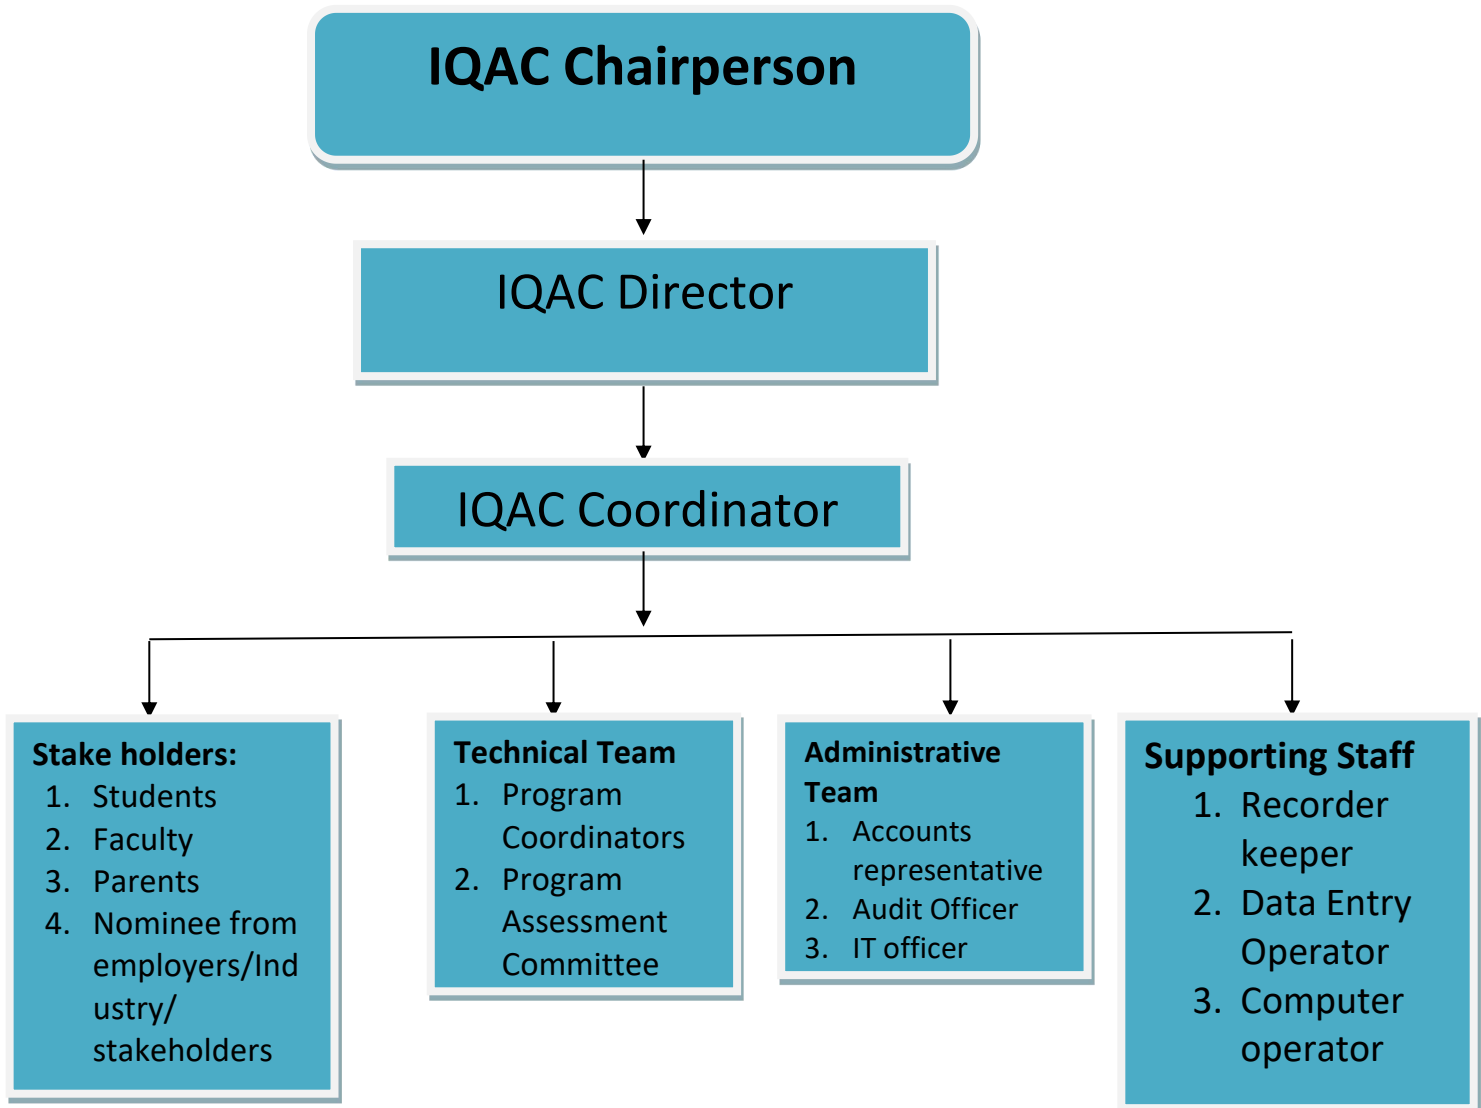 IQAC Chairperson
IQAC Director
IQAC Coordinator
Stake holders:
1. Students
2. Faculty
3. Parents
4. Nominee from
employers/Ind
ustry/
stakeholders
Technical Team
1. Program
Coordinators
2. Program
Assessment
Committee
Administrative
Team
1. Accounts
representative
2. Audit Officer
3. IT officer
Supporting Staff
1. Recorder
keeper
2. Data Entry
Operator
3. Computer
operator